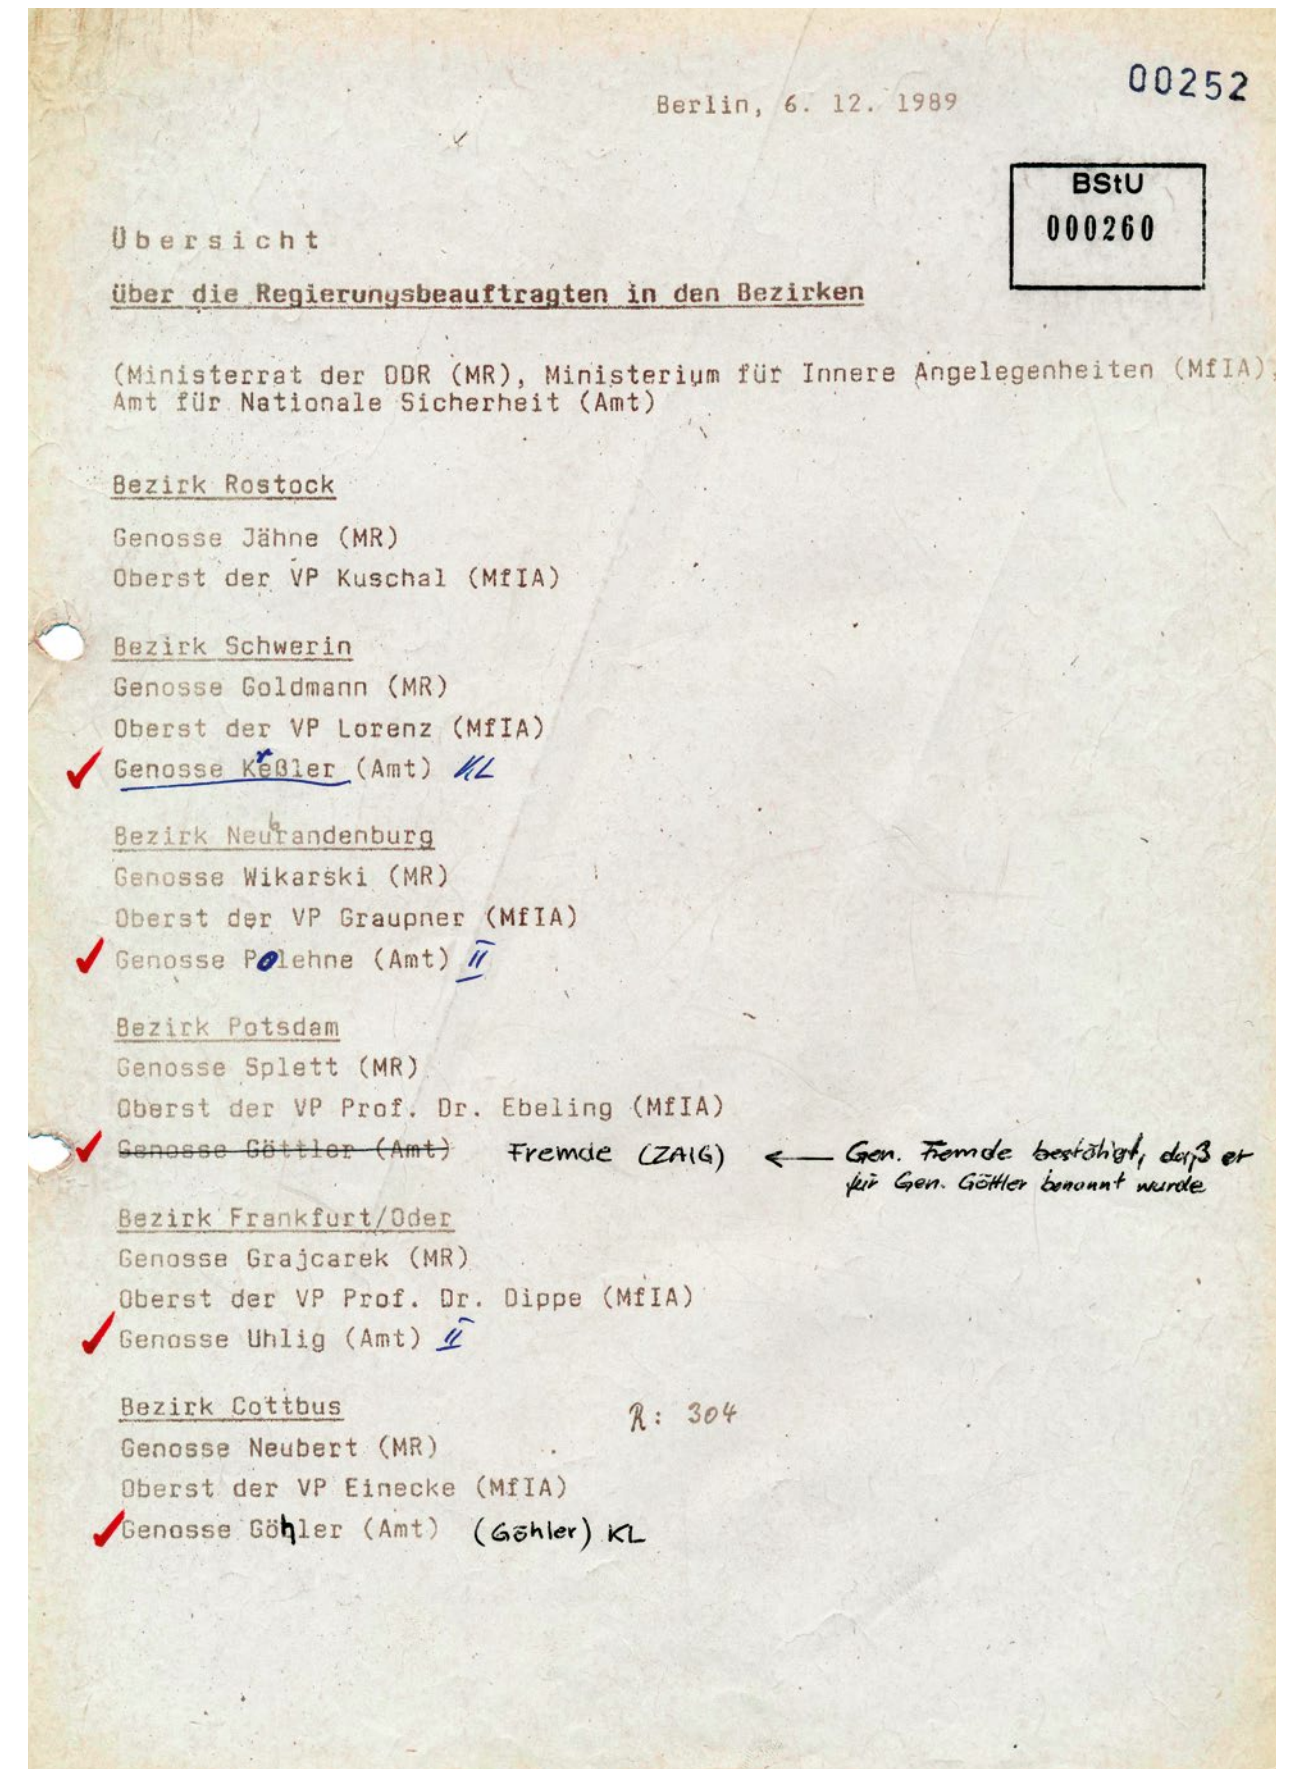 00252
Berlin, 6. 12. 1989
BStU
000260
Übersicht
über die Regierungsbeauftragten in den Bezirken
(Ministerrat der DDR (MR), Ministerium für Innere Angelegenheiten (MfIA),
Amt für Nationale Sicherheit (Amt)
Bezirk Rostock
Genosse Jähne (MR)
Oberst der VP Kuschal (MfIA)
Bezirk Schwerin
Genosse Goldmann (MR)
Oberst der VP Lorenz (MfIA)
Genosse Kreßler (Amt) KL
Bezirk Neubrandenburg
Genosse Wikarski (MR)
Oberst der VP Graupner (MfIA)
Genosse Polehne (Amt) II
Bezirk Potsdam
Genosse Splett (MR)
Oberst der VP Prof. Dr. Ebeling (MfIA)
Genosse Göttler (Amt) Fremde (ZAIG) ← Gen. Fremde bestätigt, daß er
für Gen. Göttler benannt wurde
Bezirk Frankfurt/Oder
Genosse Grajcarek (MR)
Oberst der VP Prof. Dr. Dippe (MfIA)
Genosse Uhlig (Amt) II
Bezirk Cottbus
R: 304
Genosse Neubert (MR)
Oberst der VP Einecke (MfIA)
Genosse Göhler (Amt) (Göhler) KL